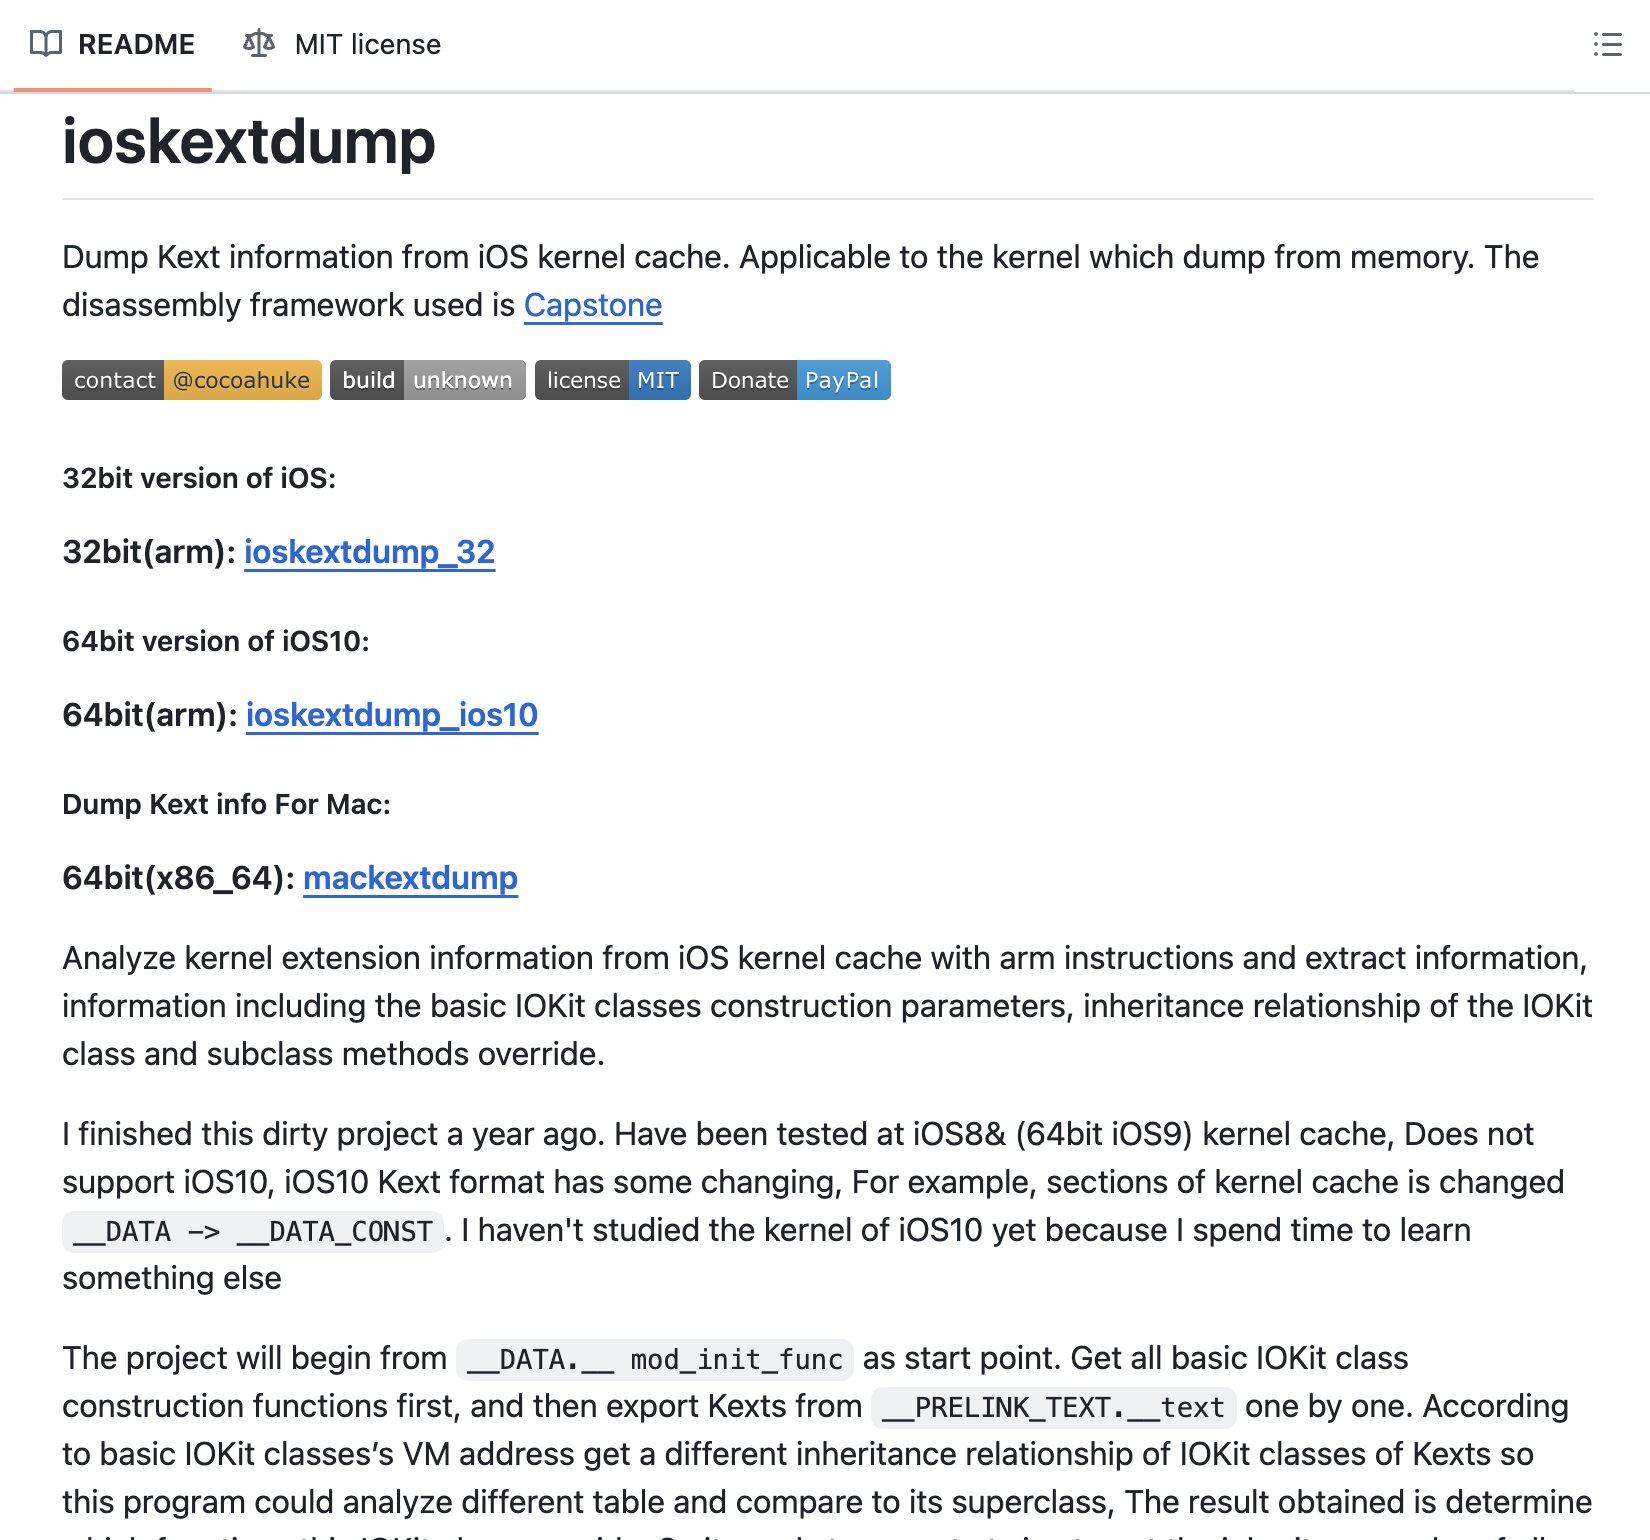 README MIT license
ioskextdump
Dump Kext information from iOS kernel cache. Applicable to the kernel which dump from memory. The
disassembly framework used is Capstone
contact @cocoahuke build unknown license MIT Donate PayPal
32bit version of iOS:
32bit(arm): ioskextdump_32
64bit version of iOS10:
64bit(arm): ioskextdump_ios10
Dump Kext info For Mac:
64bit(x86_64): mackextdump
Analyze kernel extension information from iOS kernel cache with arm instructions and extract information,
information including the basic IOKit classes construction parameters, inheritance relationship of the IOKit
class and subclass methods override.
I finished this dirty project a year ago. Have been tested at iOS8& (64bit iOS9) kernel cache, Does not
support iOS10, iOS10 Kext format has some changing, For example, sections of kernel cache is changed
__DATA -> __DATA_CONST. I haven't studied the kernel of iOS10 yet because I spend time to learn
something else
The project will begin from __DATA.__ mod_init_func as start point. Get all basic IOKit class
construction functions first, and then export Kexts from __PRELINK_TEXT.__text one by one. According
to basic IOKit classes’s VM address get a different inheritance relationship of IOKit classes of Kexts so
this program could analyze different table and compare to its superclass, The result obtained is determine